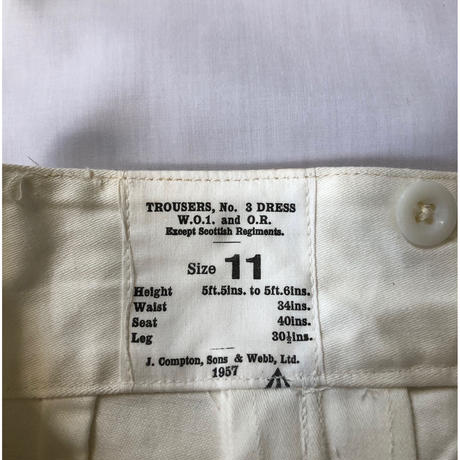 TROUSERS, No. 3 DRESS
W.O.1. and O.R.
Except Scottish Regiments.
Size 11
Height 5ft.5ins. to 5ft.6ins.
Waist 34ins.
Seat 40ins.
Leg 30½ins.
J. Compton, Sons & Webb, Ltd.
1957